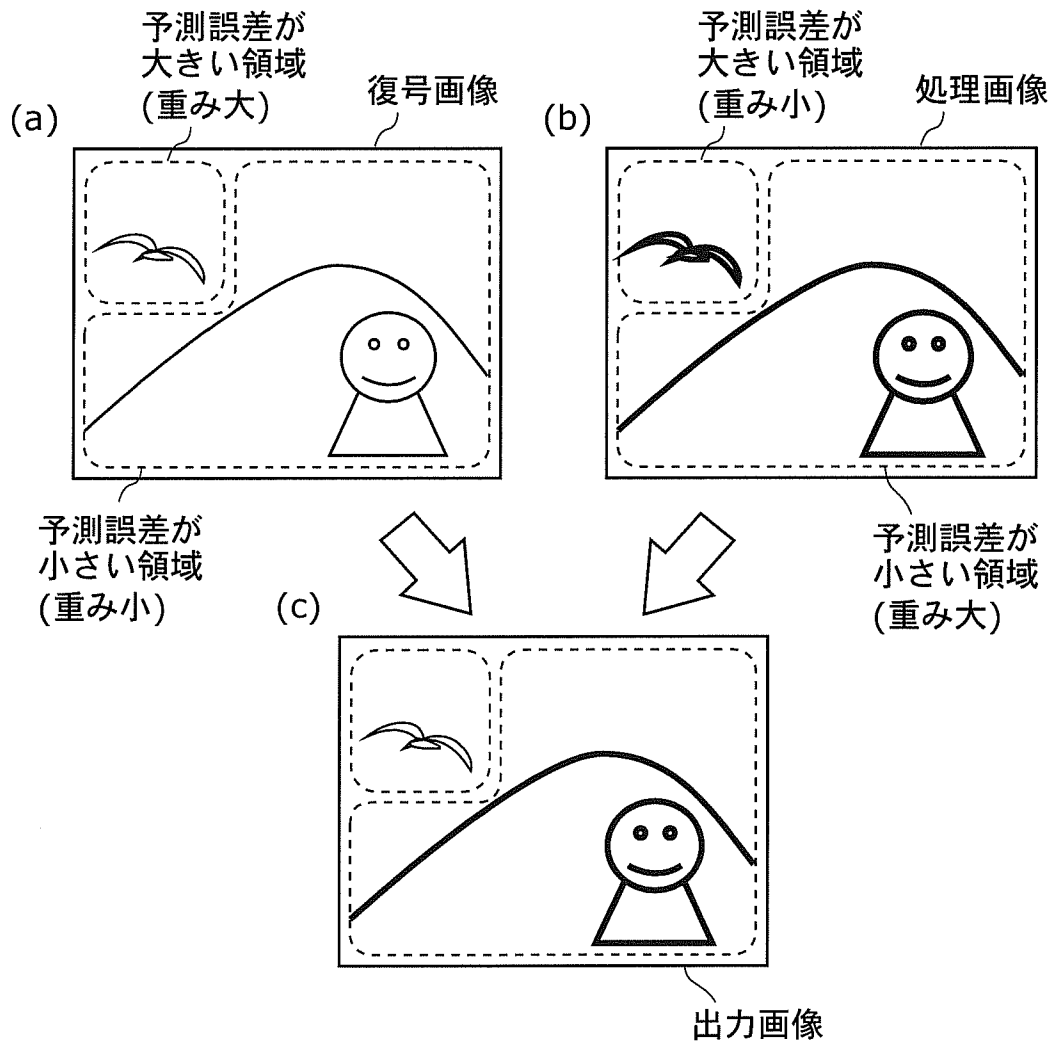 予測誤差が
大きい領域
(重み大)
復号画像
(a)
予測誤差が
大きい領域
(重み小)
処理画像
(b)
予測誤差が
小さい領域
(重み小)
予測誤差が
小さい領域
(重み大)
(c)
出力画像